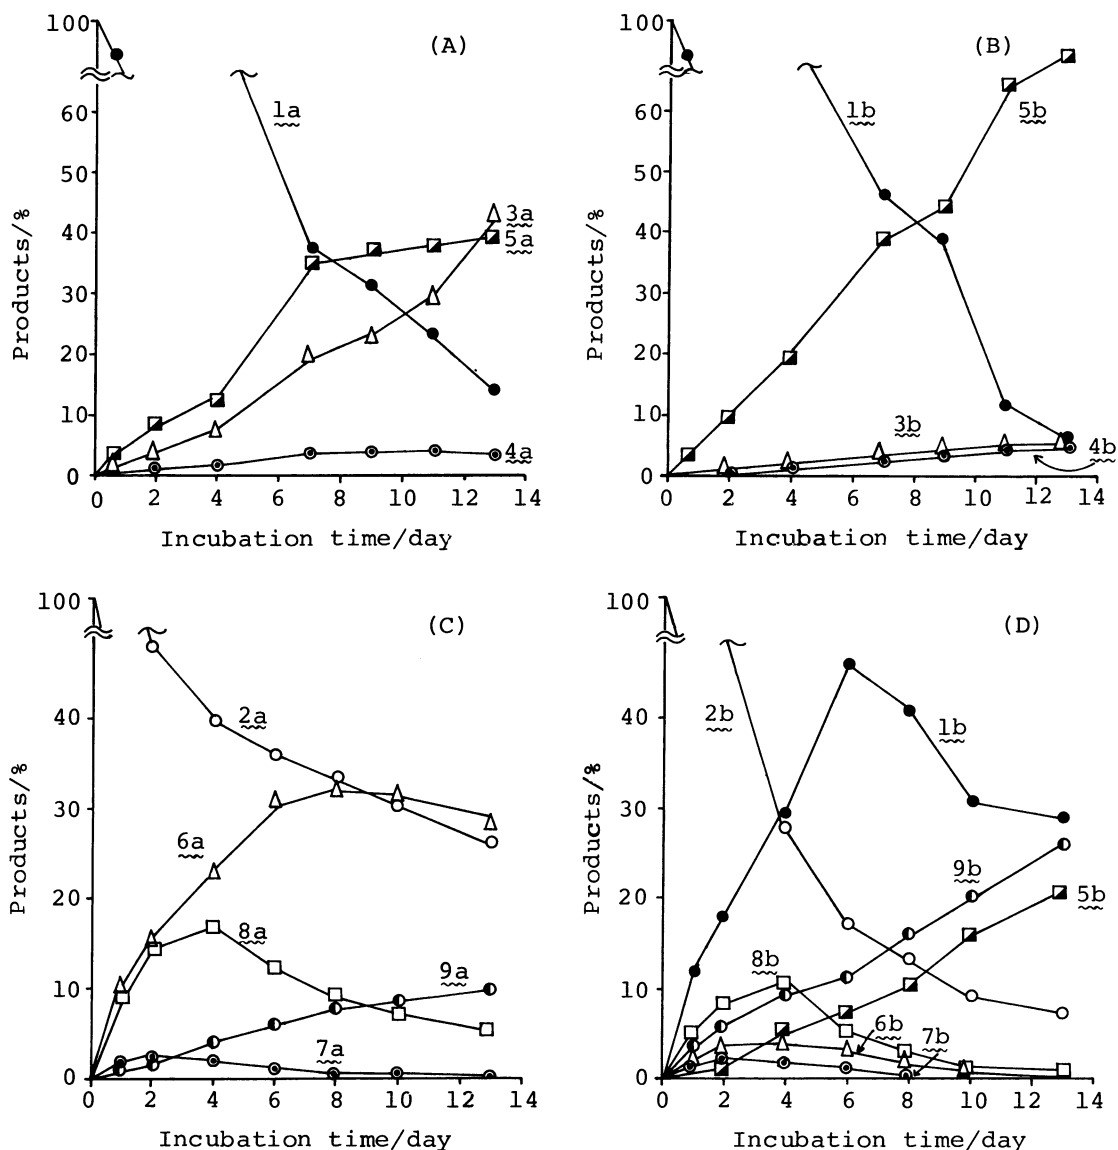 100
(A)
1a
60
50
40
30
20
10
0
3a
5a
4a
Products/%
0 2 4 6 8 10 12 14
Incubation time/day
100
(B)
1b
5b
60
50
40
30
20
10
0
3b
4b
Products/%
0 2 4 6 8 10 12 14
Incubation time/day
100
(C)
40
30
20
10
0
2a
6a
8a
9a
7a
Products/%
0 2 4 6 8 10 12 14
Incubation time/day
100
(D)
40
30
20
10
0
2b
1b
9b
5b
8b
6b
7b
Products/%
0 2 4 6 8 10 12 14
Incubation time/day